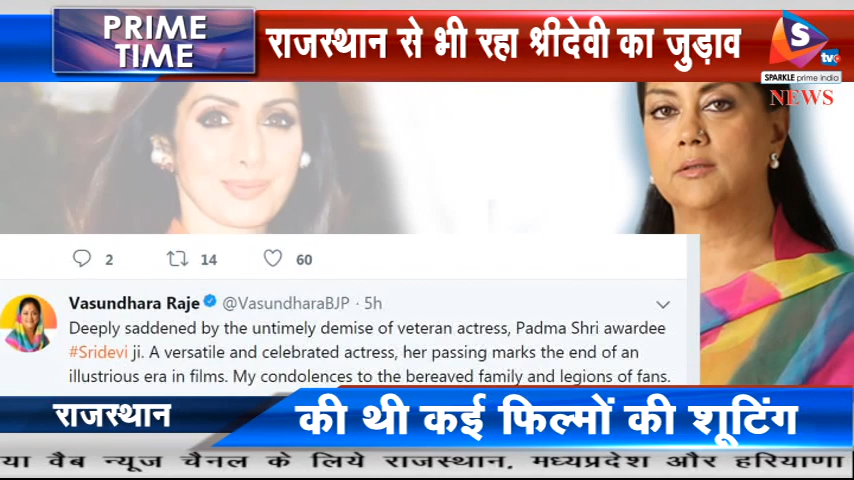 PRIME
TIME
राजस्थान से भी रहा श्रीदेवी का जुड़ाव
S
tv
SPARKLE prime india
NEWS
2 14 60
Vasundhara Raje @VasundharaBJP · 5h
Deeply saddened by the untimely demise of veteran actress, Padma Shri awardee
#Sridevi ji. A versatile and celebrated actress, her passing marks the end of an
illustrious era in films. My condolences to the bereaved family and legions of fans.
राजस्थान
की थी कई फिल्मों की शूटिंग
या वैब न्यूज चैनल के लिये राजस्थान, मध्यप्रदेश और हरियाणा